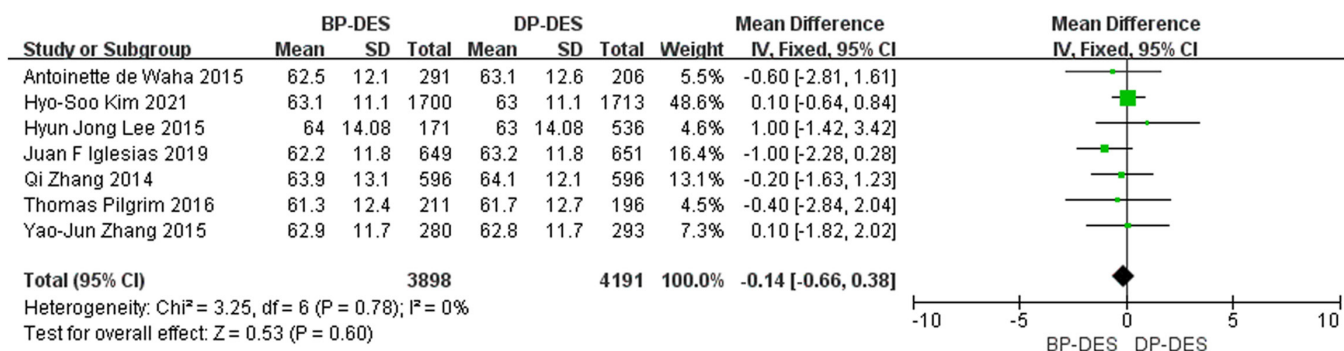 BP-DES DP-DES Mean Difference Mean Difference
Study or Subgroup Mean SD Total Mean SD Total Weight IV, Fixed, 95% CI IV, Fixed, 95% CI
Antoinette de Waha 2015 62.5 12.1 291 63.1 12.6 206 5.5% -0.60 [-2.81, 1.61]
Hyo-Soo Kim 2021 63.1 11.1 1700 63 11.1 1713 48.6% 0.10 [-0.64, 0.84]
Hyun Jong Lee 2015 64 14.08 171 63 14.08 536 4.6% 1.00 [-1.42, 3.42]
Juan F Iglesias 2019 62.2 11.8 649 63.2 11.8 651 16.4% -1.00 [-2.28, 0.28]
Qi Zhang 2014 63.9 13.1 596 64.1 12.1 596 13.1% -0.20 [-1.63, 1.23]
Thomas Pilgrim 2016 61.3 12.4 211 61.7 12.7 196 4.5% -0.40 [-2.84, 2.04]
Yao-Jun Zhang 2015 62.9 11.7 280 62.8 11.7 293 7.3% 0.10 [-1.82, 2.02]
Total (95% CI) 3898 4191 100.0% -0.14 [-0.66, 0.38]
Heterogeneity: Chi² = 3.25, df = 6 (P = 0.78); I² = 0%
Test for overall effect: Z = 0.53 (P = 0.60)
-10 -5 0 5 10
BP-DES DP-DES